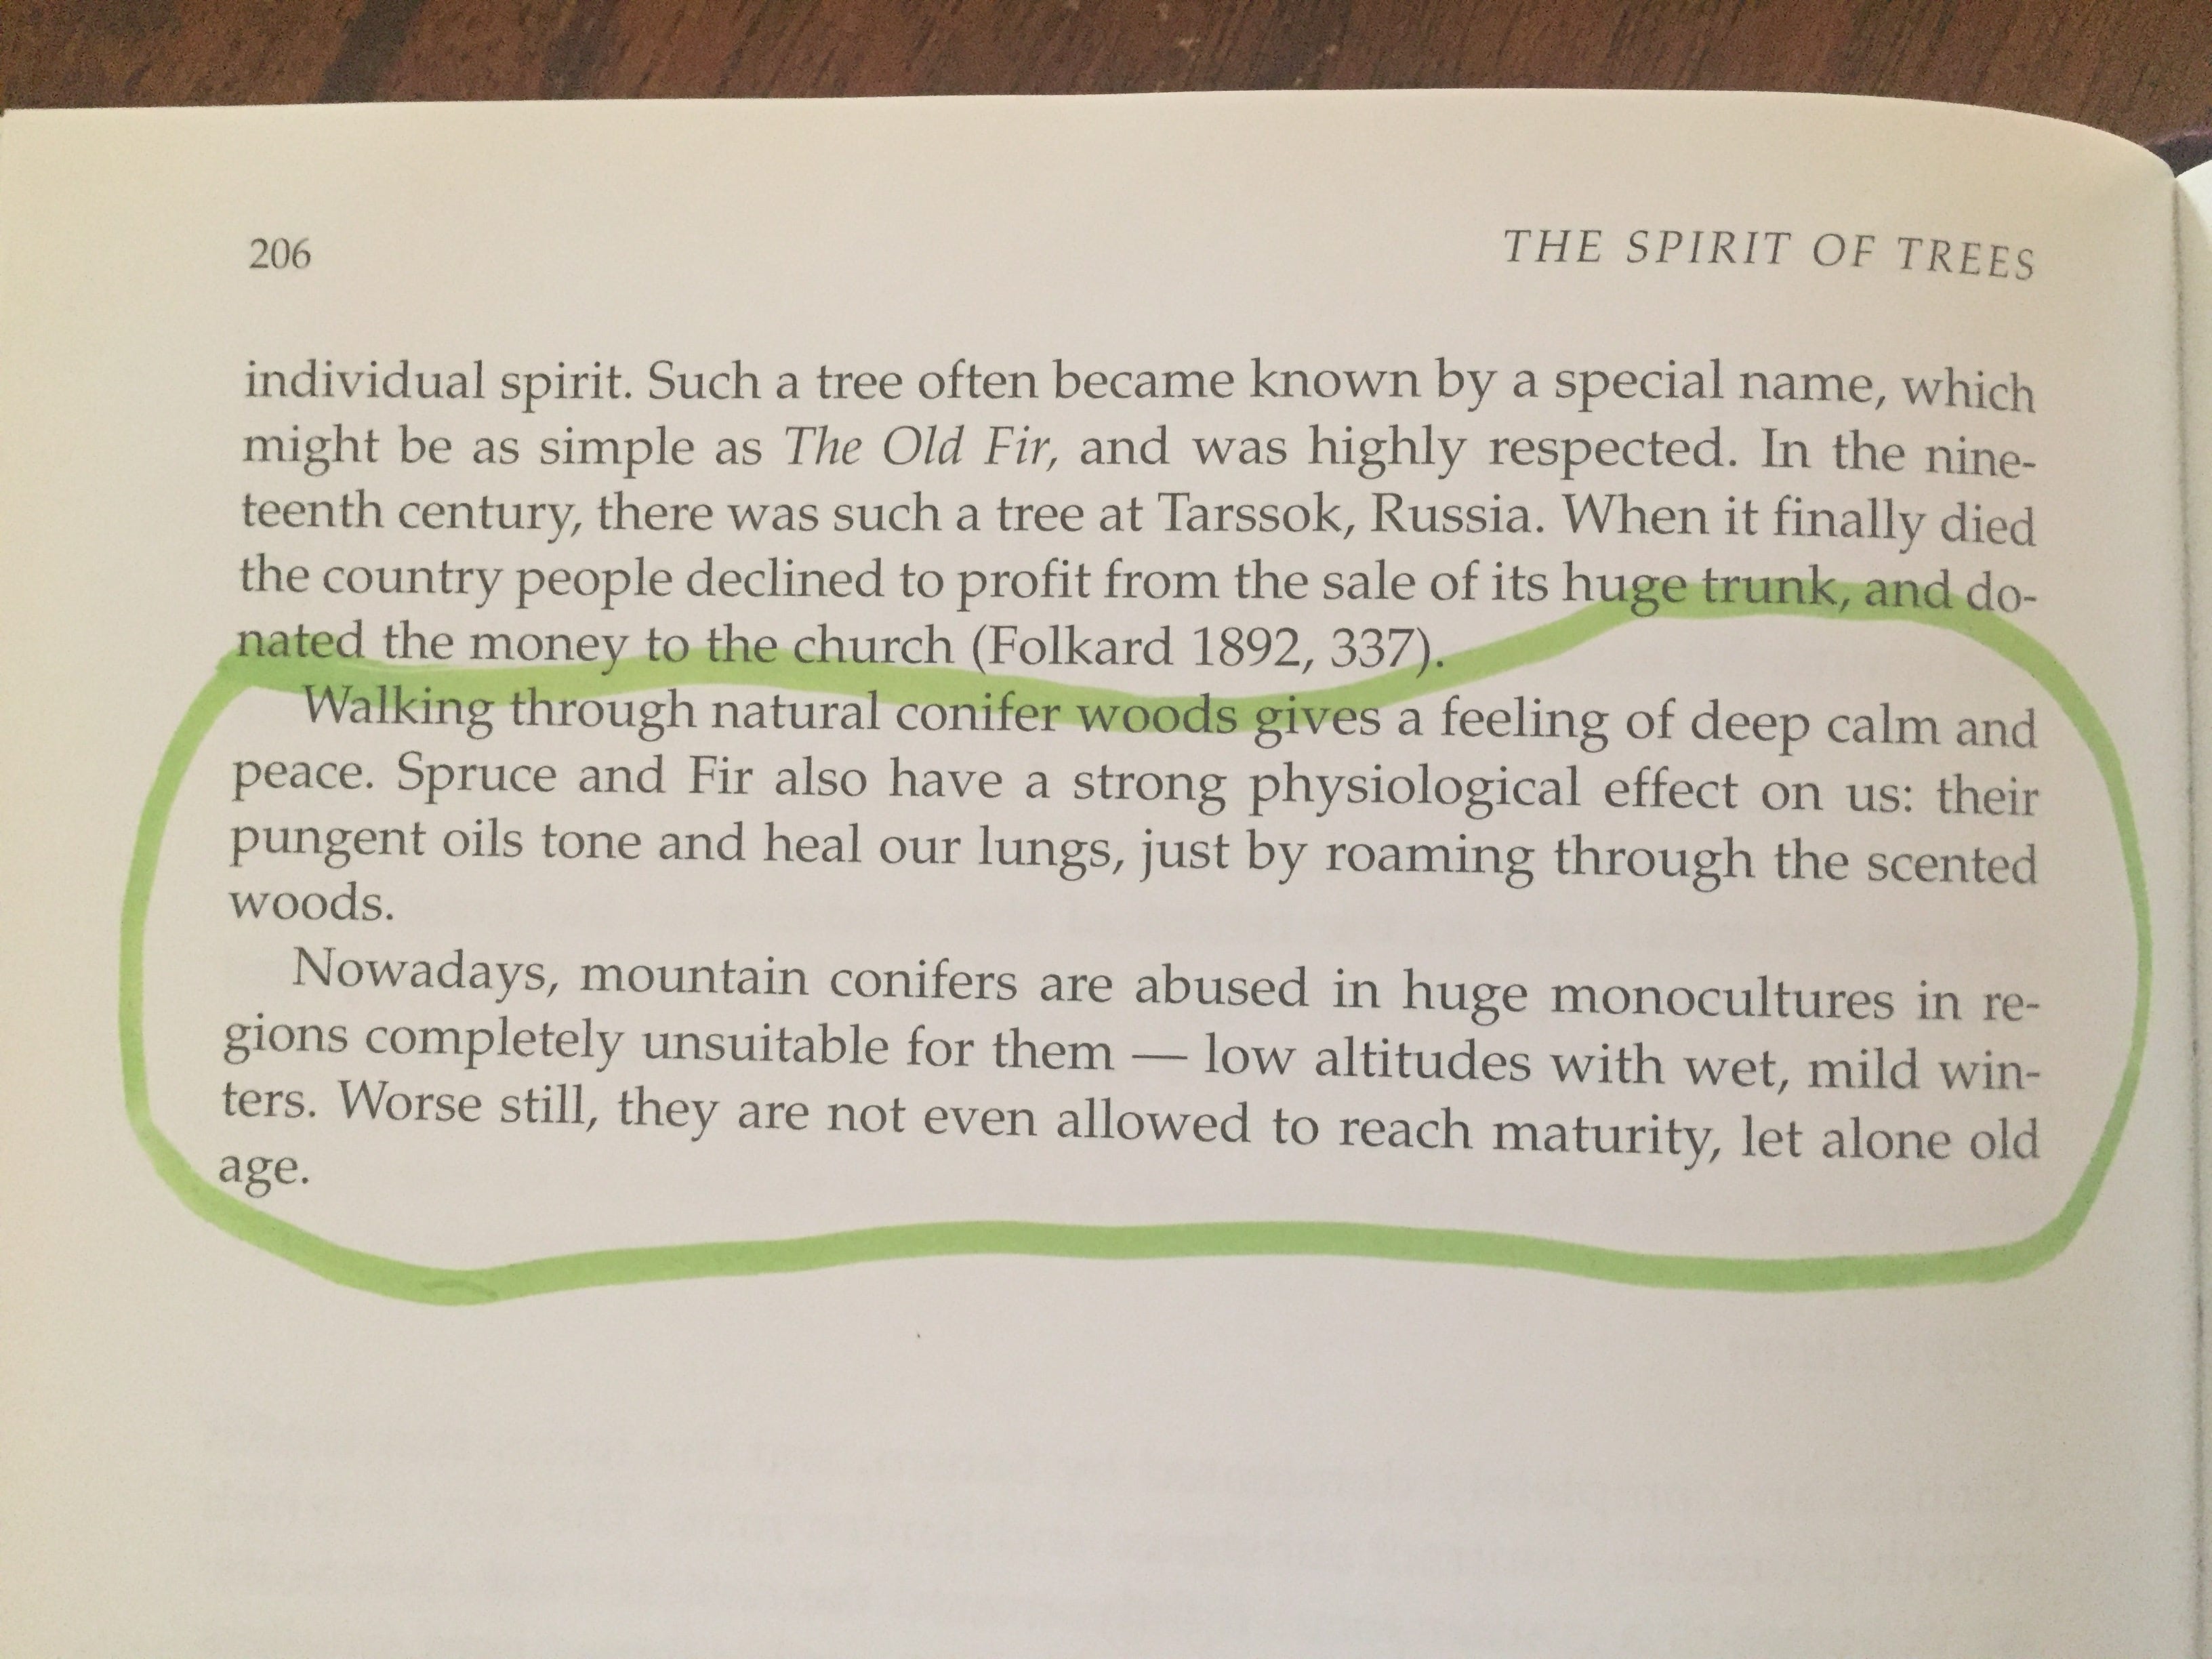 206 THE SPIRIT OF TREES
individual spirit. Such a tree often became known by a special name, which
might be as simple as The Old Fir, and was highly respected. In the nine-
teenth century, there was such a tree at Tarssok, Russia. When it finally died
the country people declined to profit from the sale of its huge trunk, and do-
nated the money to the church (Folkard 1892, 337).
Walking through natural conifer woods gives a feeling of deep calm and
peace. Spruce and Fir also have a strong physiological effect on us: their
pungent oils tone and heal our lungs, just by roaming through the scented
woods.
Nowadays, mountain conifers are abused in huge monocultures in re-
gions completely unsuitable for them — low altitudes with wet, mild win-
ters. Worse still, they are not even allowed to reach maturity, let alone old
age.